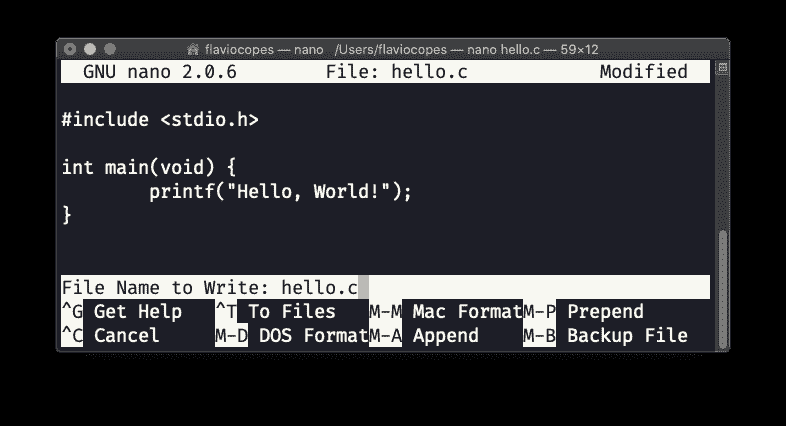 flaviocopes — nano /Users/flaviocopes — nano hello.c — 59×12
GNU nano 2.0.6 File: hello.c Modified
#include <stdio.h>
int main(void) {
printf("Hello, World!");
}
File Name to Write: hello.c
^G Get Help ^T To Files M-M Mac Format M-P Prepend
^C Cancel M-D DOS Format M-A Append M-B Backup File